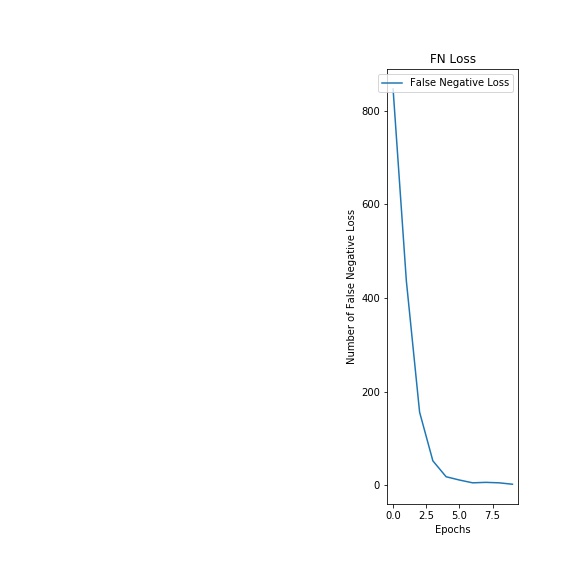 FN Loss
False Negative Loss
800
600
400
200
0
Number of False Negative Loss
0.0 2.5 5.0 7.5
Epochs